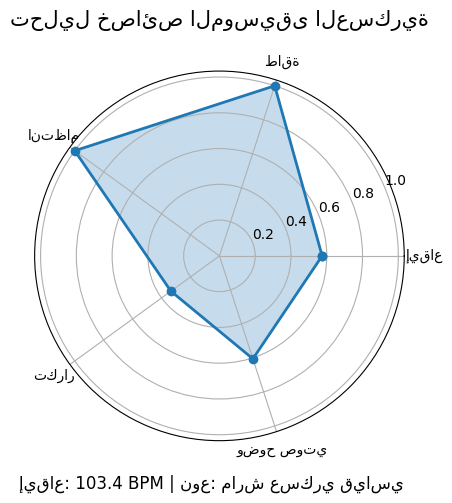 تحليل خصائص الموسيقى العسكرية
طاقة
انتظام
1.0
0.8
0.6
0.4
0.2
إيقاع
تكرار
وضوح صوتي
إيقاع: 103.4 BPM | نوع: مارش عسكري قياسي